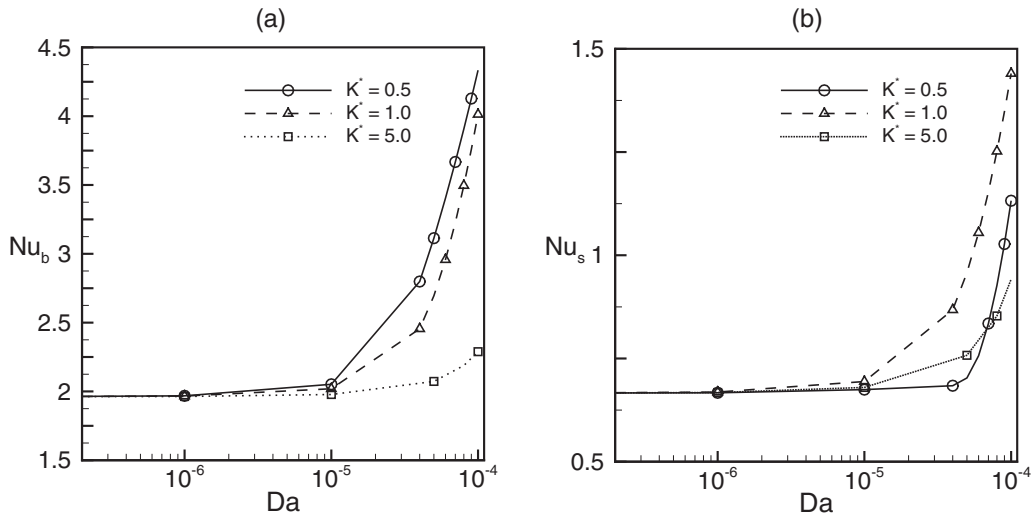 (a)
4.5
4
3.5
3
2.5
2
1.5
Nu_b
K* = 0.5
K* = 1.0
K* = 5.0
10^-6
10^-5
10^-4
Da
(b)
1.5
1
0.5
Nu_s
K* = 0.5
K* = 1.0
K* = 5.0
10^-6
10^-5
10^-4
Da